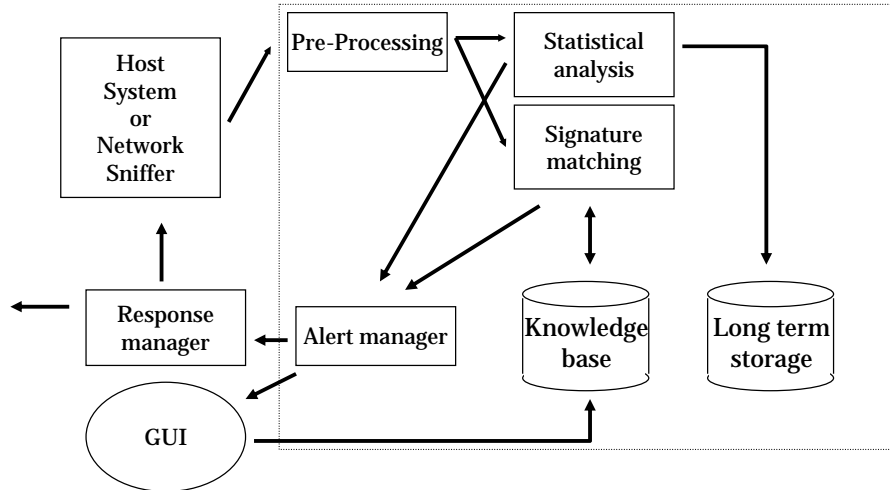 Host
System
or
Network
Sniffer
Pre-Processing
Statistical
analysis
Signature
matching
Response
manager
Alert manager
Knowledge
base
Long term
storage
GUI